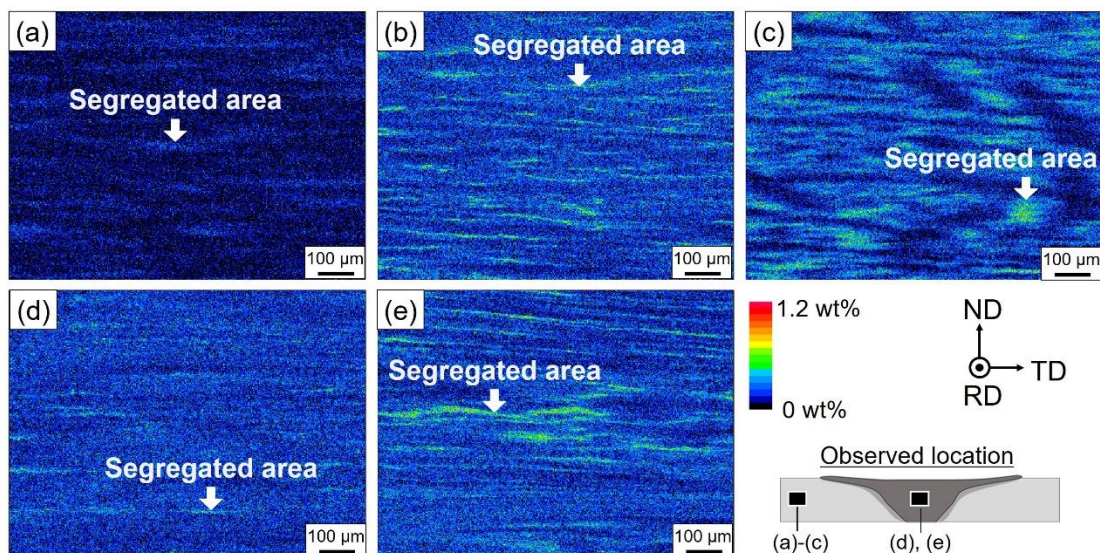 (a)
Segregated area
100 µm
(b)
Segregated area
100 µm
(c)
Segregated area
100 µm
(d)
Segregated area
100 µm
(e)
Segregated area
100 µm
1.2 wt%
0 wt%
ND
TD
RD
Observed location
(a)-(c)
(d), (e)